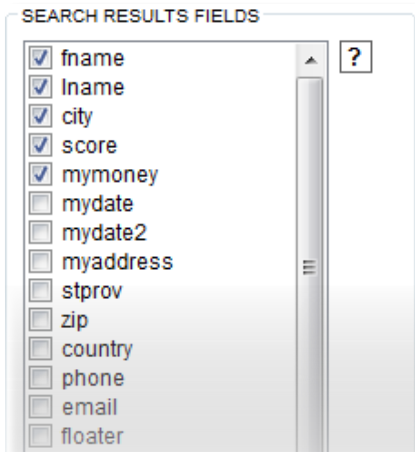 SEARCH RESULTS FIELDS
fname
?
lname
city
score
mymoney
mydate
mydate2
myaddress
stprov
zip
country
phone
email
floater